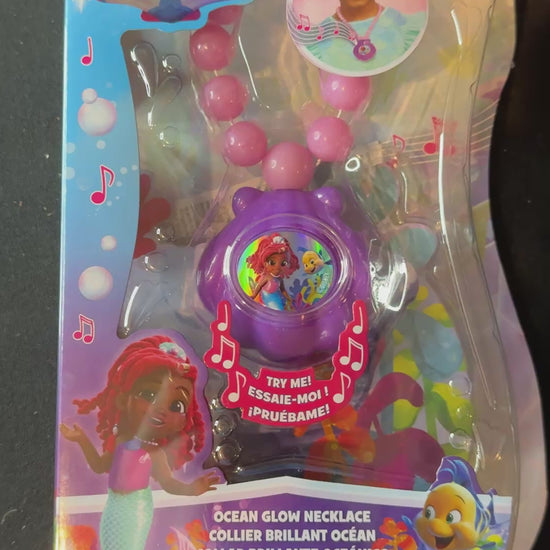 TRY ME!
ESSAIE-MOI !
¡PRUÉBAME!
OCEAN GLOW NECKLACE
COLLIER BRILLANT OCÉAN